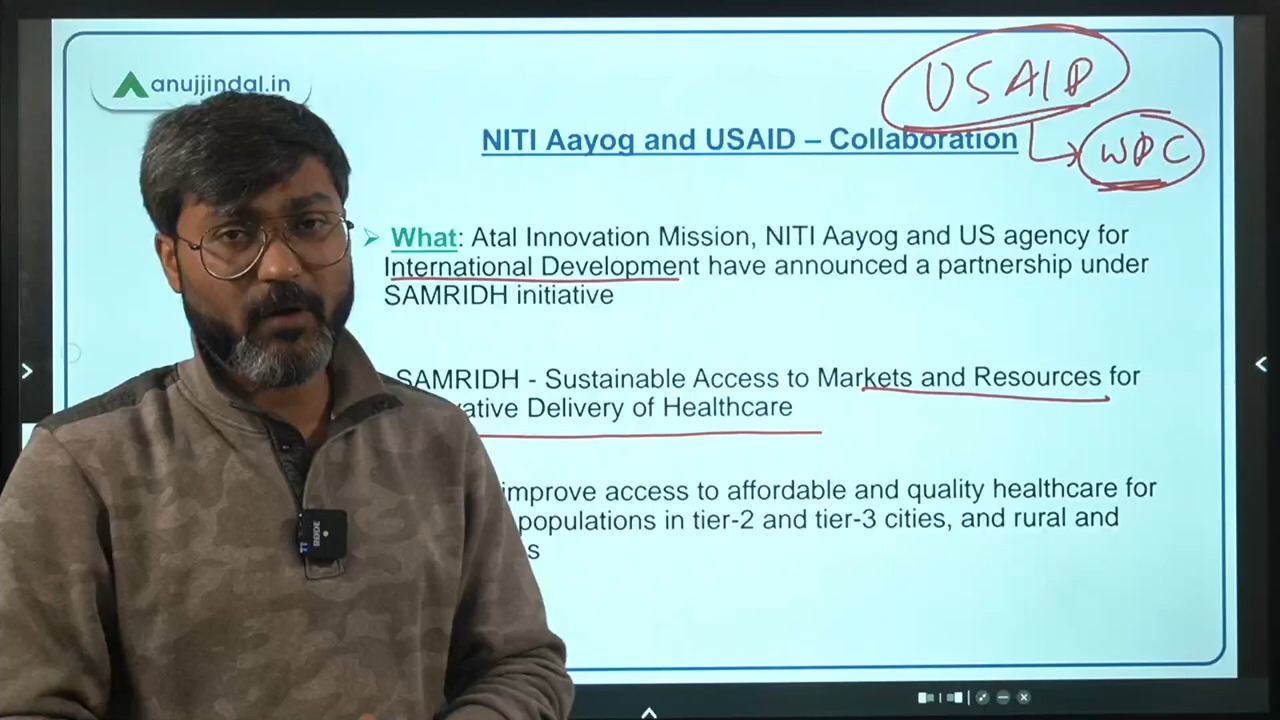 anujjindal.in
USAID
NITI Aayog and USAID – Collaboration
WDC
What: Atal Innovation Mission, NITI Aayog and US agency for
International Development have announced a partnership under
SAMRIDH initiative
SAMRIDH - Sustainable Access to Markets and Resources for
vative Delivery of Healthcare
improve access to affordable and quality healthcare for
populations in tier-2 and tier-3 cities, and rural and
s
RØDE